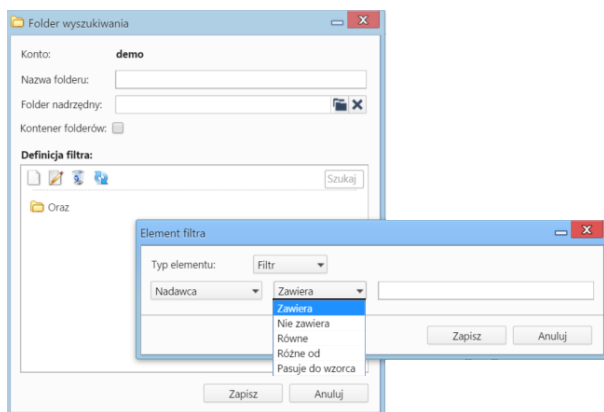 Folder wyszukiwania
Konto: demo
Nazwa folderu:
Folder nadrzędny:
Kontener folderów:
Definicja filtra:
Szukaj
Oraz
Element filtra
Typ elementu: Filtr
Nadawca Zawiera
Zawiera
Nie zawiera
Równe
Różne od
Pasuje do wzorca
Zapisz Anuluj
Zapisz Anuluj